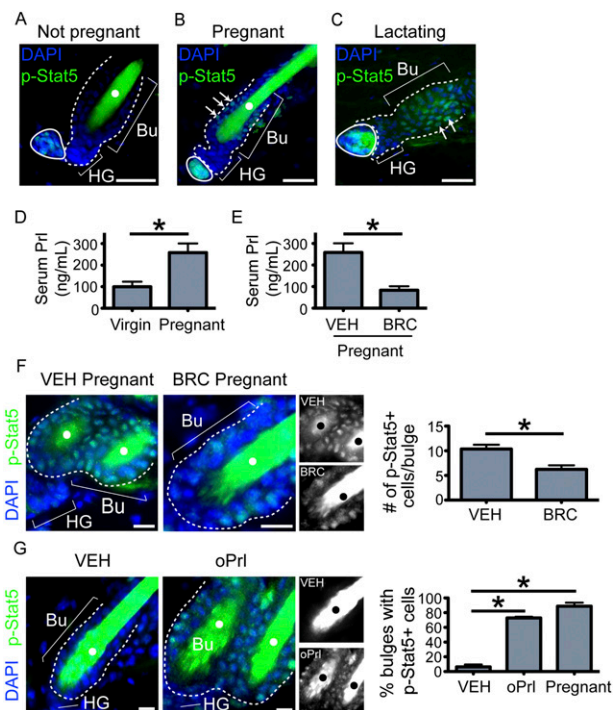 A Not pregnant
DAPI
p-Stat5
Bu
HG
B Pregnant
DAPI
p-Stat5
Bu
HG
C Lactating
DAPI
p-Stat5
Bu
HG
D
Serum Prl
(ng/mL)
300
200
100
0
*
Virgin Pregnant
E
Serum Prl
(ng/mL)
300
200
100
0
*
VEH BRC
Pregnant
F
VEH Pregnant BRC Pregnant
DAPI p-Stat5
HG
Bu
Bu
VEH
BRC
# of p-Stat5+
cells/bulge
15
10
5
0
*
VEH BRC
G
VEH oPrl
DAPI p-Stat5
Bu
HG
Bu
HG
VEH
oPrl
% bulges with
p-Stat5+ cells
100
80
60
40
20
0
*
*
VEH oPrl Pregnant